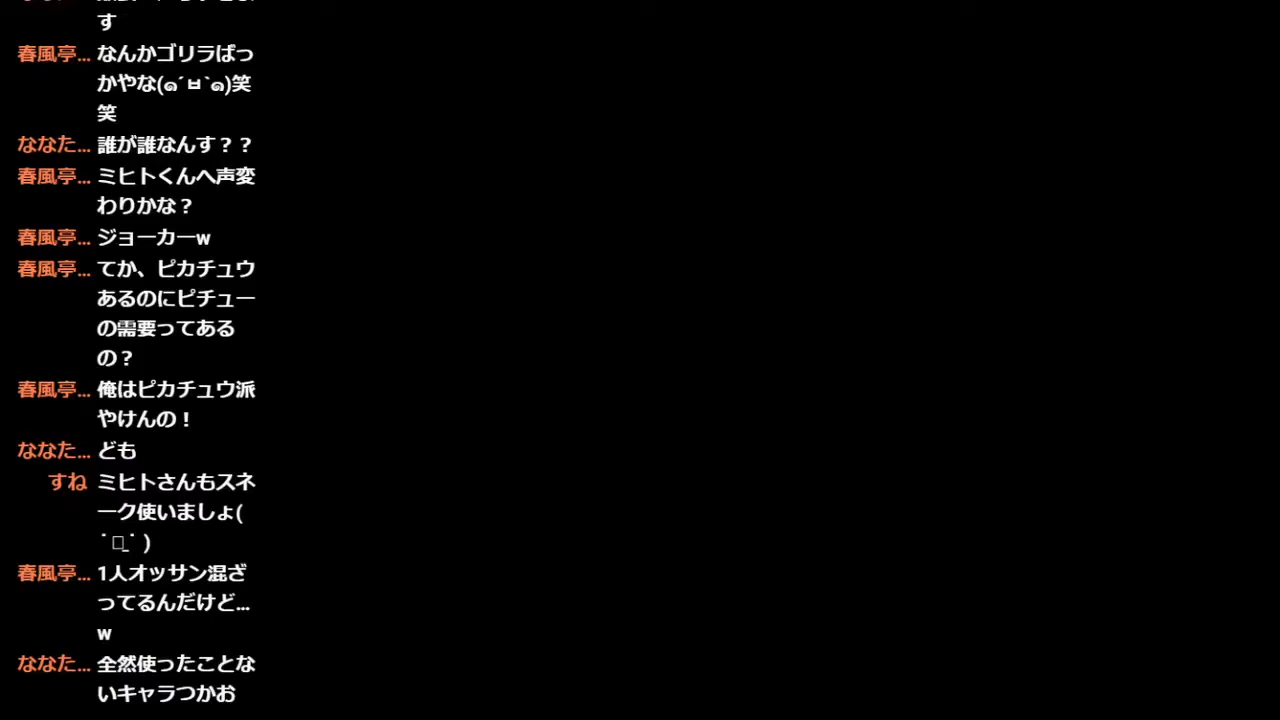 す
春風亭... なんかゴリラばっ
かやな(๑´ㅂ`๑)笑
笑
ななた... 誰が誰なんす？？
春風亭... ミヒトくんへ声変
わりかな？
春風亭... ジョーカーw
春風亭... てか、ピカチュウ
あるのにピチュー
の需要ってある
の？
春風亭... 俺はピカチュウ派
やけんの！
ななた... ども
すね ミヒトさんもスネ
ーク使いましょ(
˙▯˙ )
春風亭... 1人オッサン混ざ
ってるんだけど...
w
ななた... 全然使ったことな
いキャラつかお